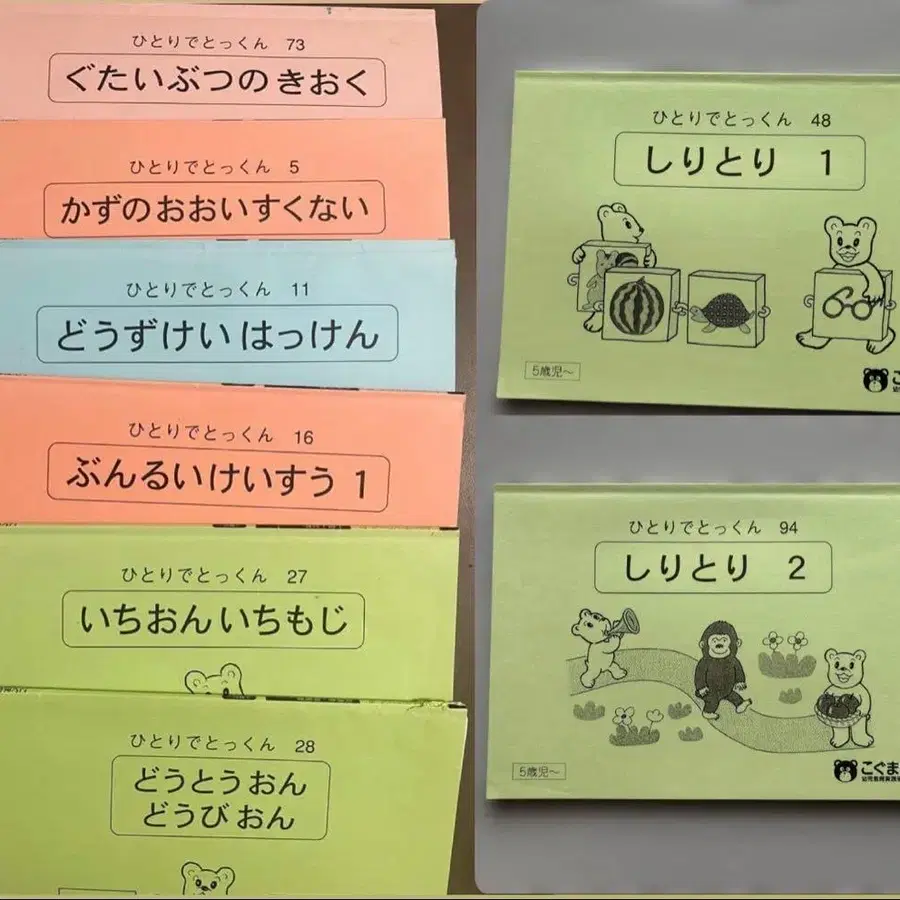 ひとりでとっくん 73
ぐたいぶつの きおく
ひとりでとっくん 5
かずのおおいすくない
ひとりでとっくん 11
どうずけい はっけん
ひとりでとっくん 16
ぶんるいけいすう 1
ひとりでとっくん 27
いちおん いちもじ
ひとりでとっくん 28
どうとう おん
どうび おん
ひとりでとっくん 48
しりとり 1
5歳児〜
ひとりでとっくん 94
しりとり 2
5歳児〜
こぐま